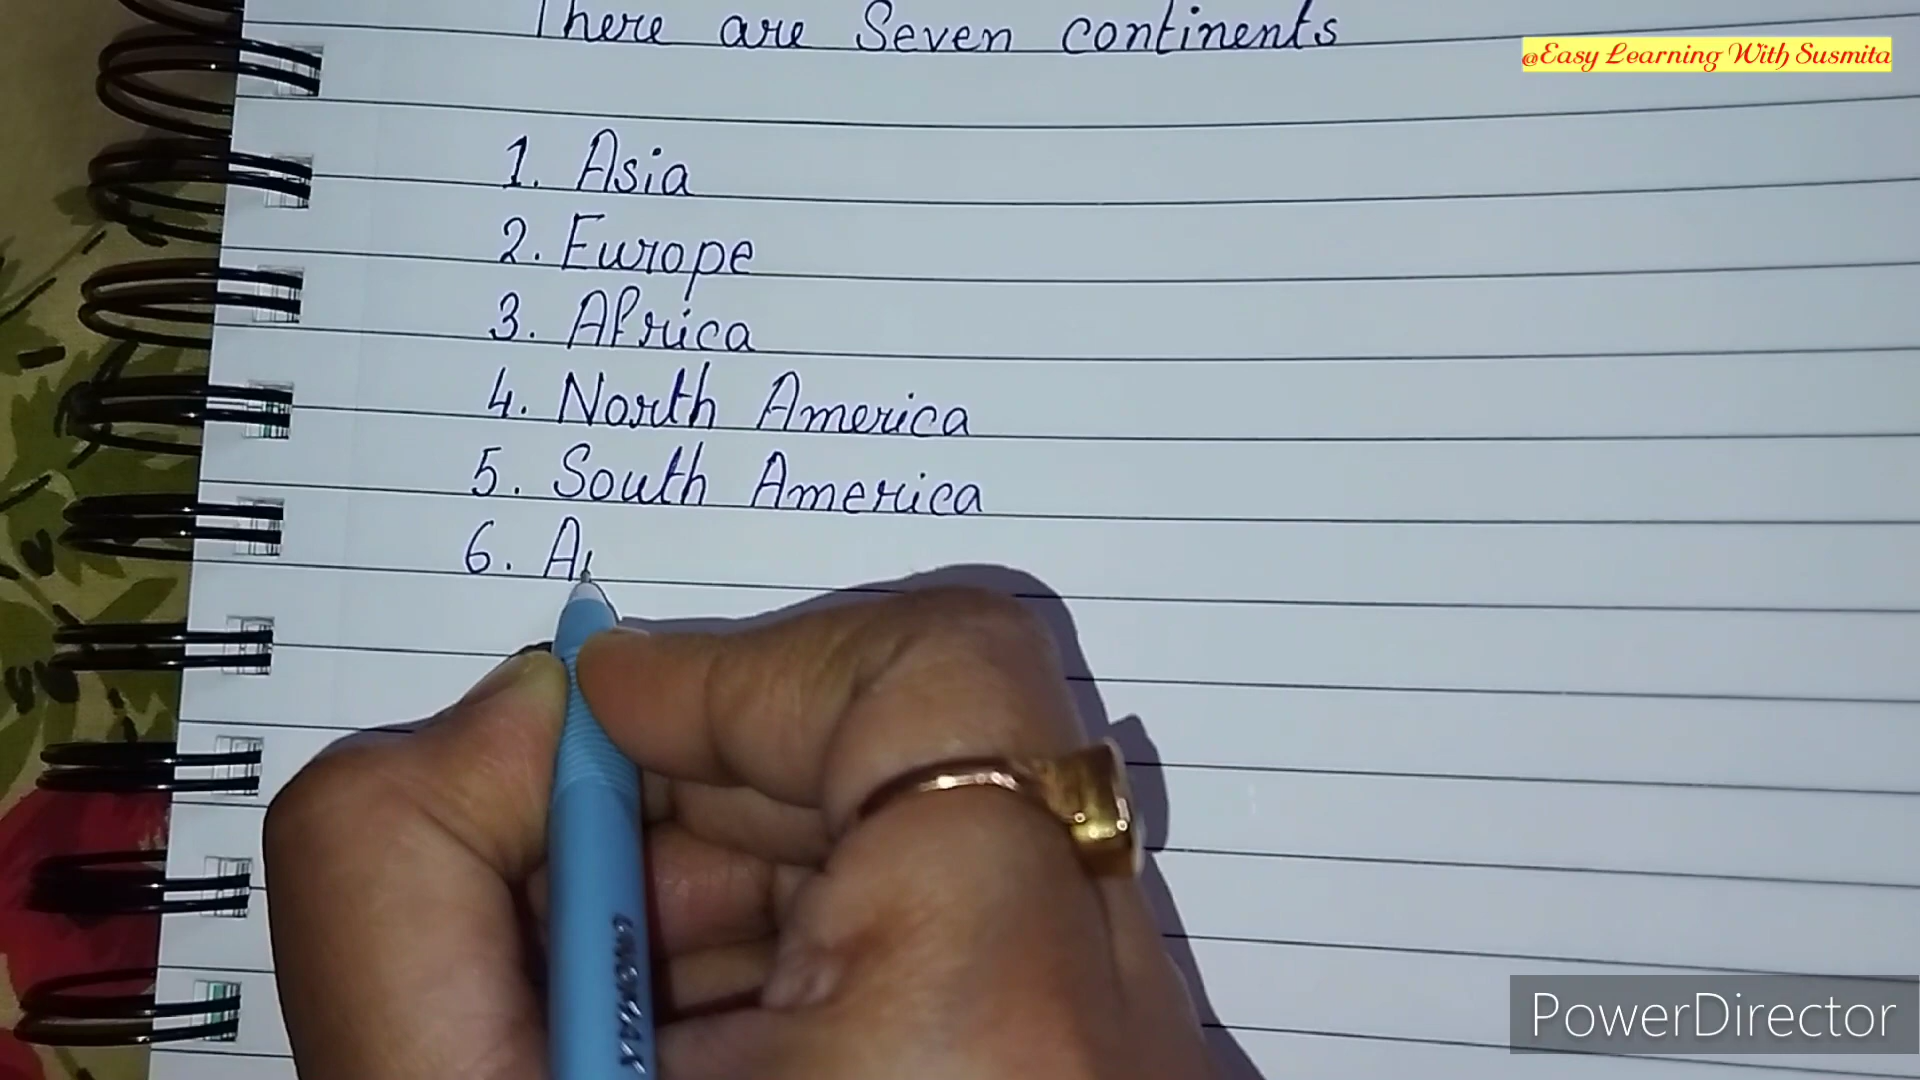 There are Seven continents
@Easy Learning With Susmita
1. Asia
2. Europe
3. Africa
4. North America
5. South America
6. A
PowerDirector